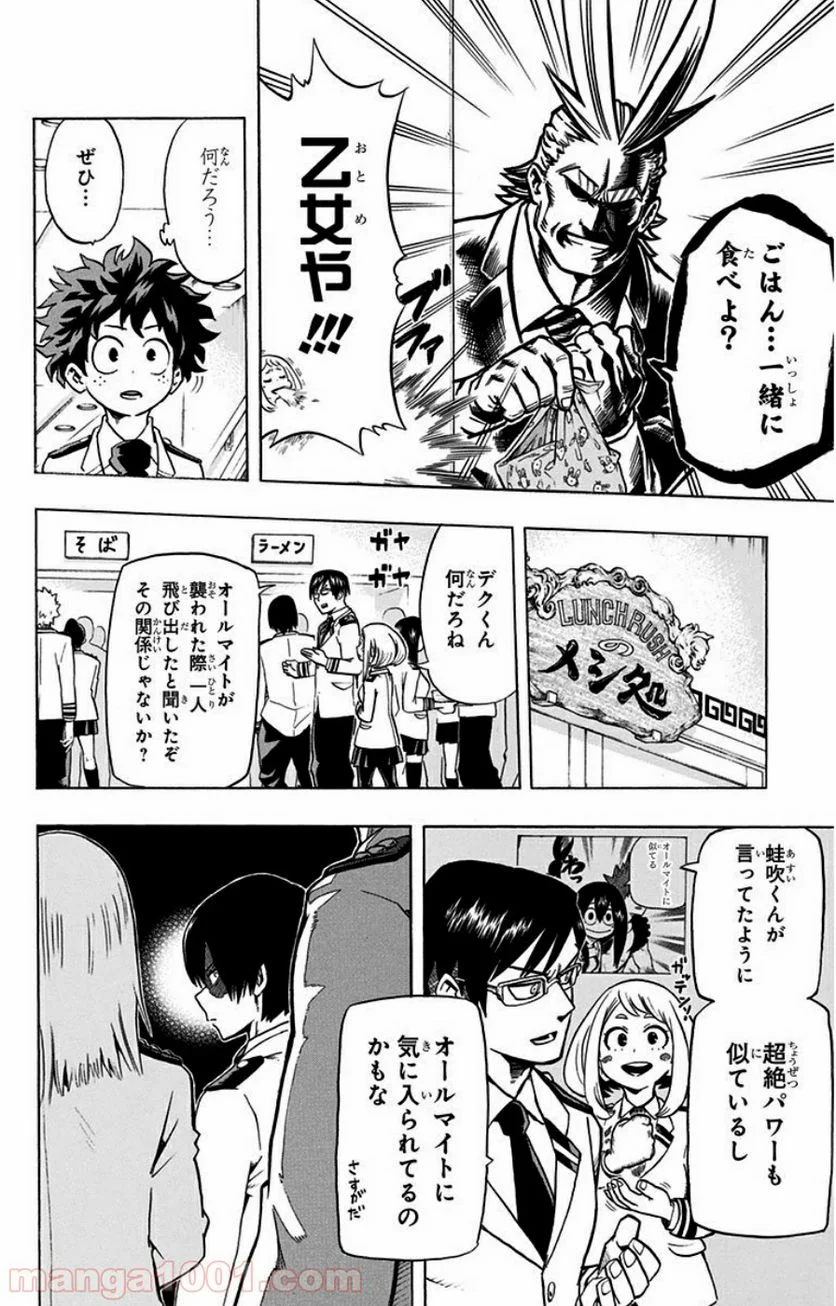 ごはん…一緒に
食べよ？
乙女や!!!
ブフーッ
何だろう…
ぜひ…
LUNCH RUSH
の
メシ処
ガヤ
ガヤ
デクくん
何だろね
ラーメン
そば
オールマイトが
襲われた際一人
飛び出したと聞いたぞ
その関係じゃないか？
蛙吹くんが
言ってたように
超絶パワーも
似ているし
オールマイトに
似てる
オールマイトに
気に入られてるの
かもな
さすがだ
manga1001.com